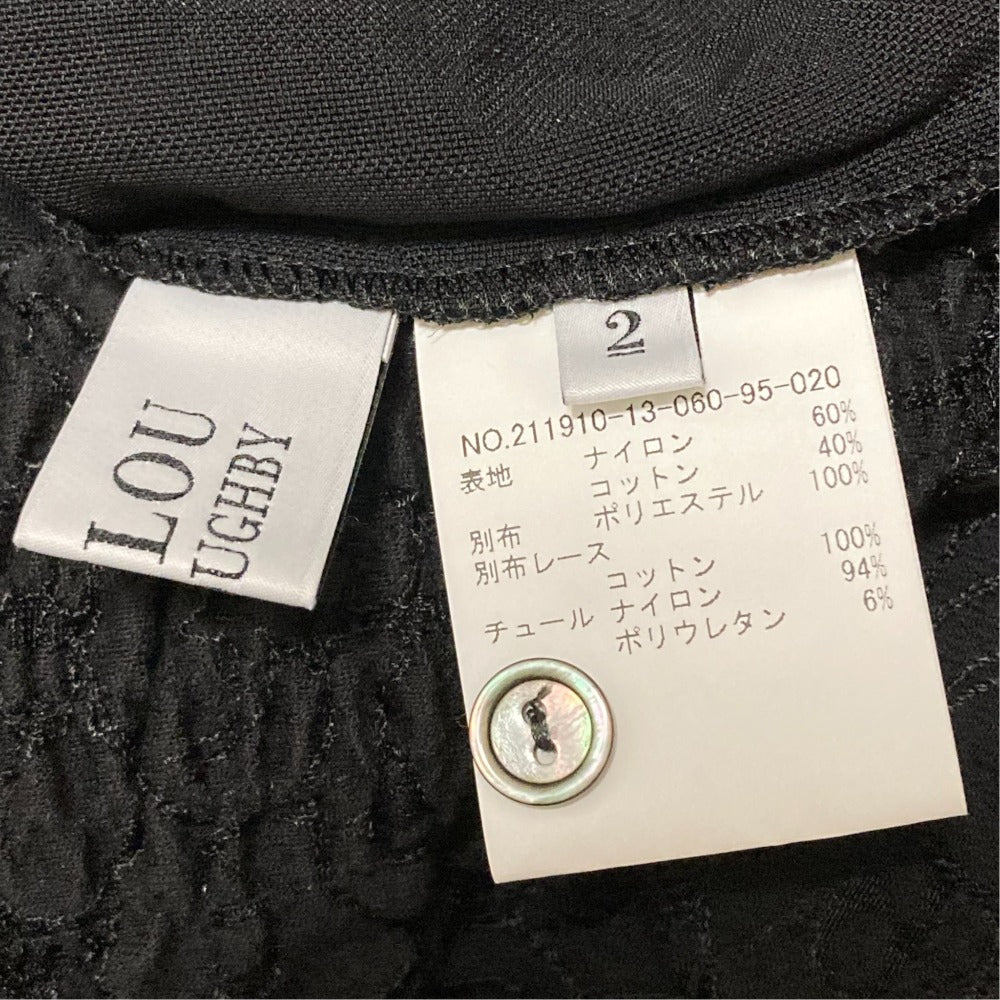 LOU
UGHBY
2
NO.211910-13-060-95-020
表地 ナイロン 60%
コットン 40%
別布 ポリエステル 100%
別布レース
コットン 100%
チュール ナイロン 94%
ポリウレタン 6%